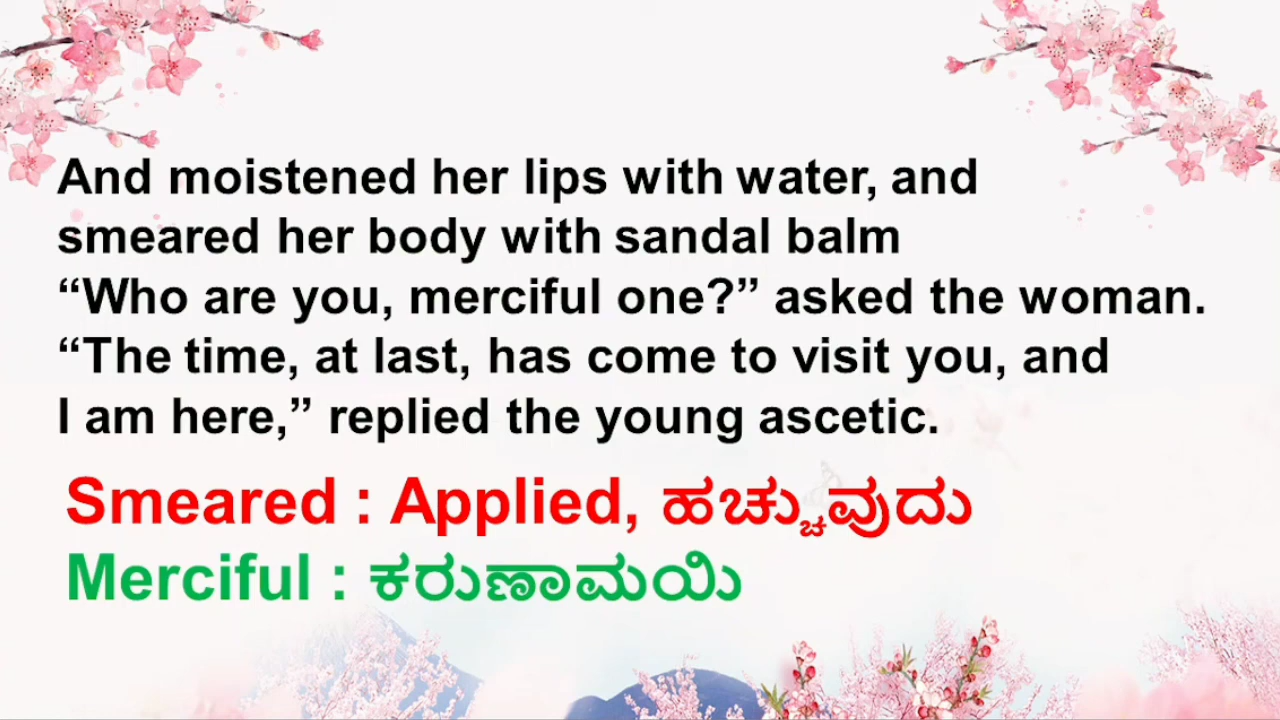 And moistened her lips with water, and
smeared her body with sandal balm
“Who are you, merciful one?” asked the woman.
“The time, at last, has come to visit you, and
I am here,” replied the young ascetic.
Smeared : Applied, ಹಚ್ಚುವುದು
Merciful : ಕರುಣಾಮಯಿ